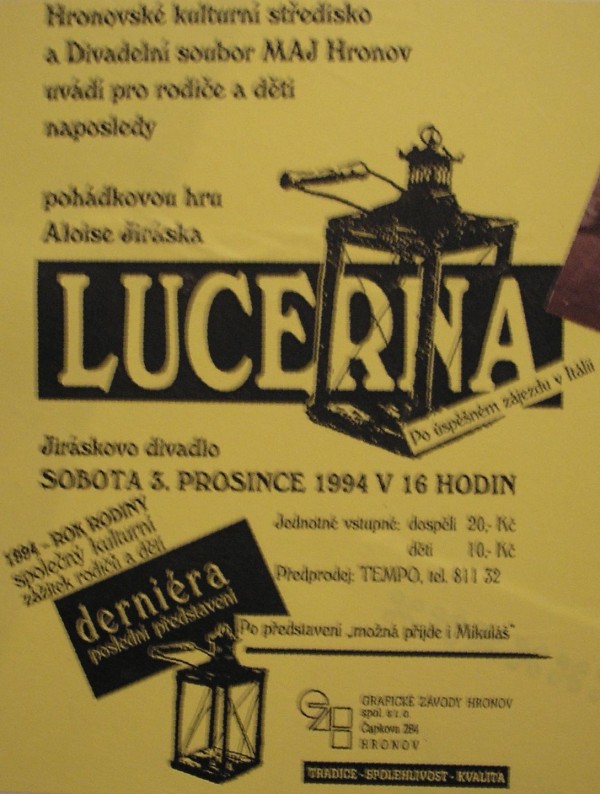 Hronovské kulturní středisko
a Divadelní soubor MAJ Hronov
uvádí pro rodiče a děti
naposledy
pohádkovou hru
Aloise Jiráska
LUCERNA
Po úspěšném zájezdu v Itálii
Jiráskovo divadlo
SOBOTA 3. PROSINCE 1994 V 16 HODIN
1994 - ROK RODINY
Společný kulturní
zážitek rodičů a dětí
Jednotné vstupné: dospělí 20,- Kč
děti 10,- Kč
Předprodej: TEMPO, tel. 811 32
derniéra
poslední představení
Po představení „možná přijde i Mikuláš"
GRAFICKÉ ZÁVODY HRONOV
spol. s r. o.
Čapkova 284
HRONOV
TRADICE - SPOLEHLIVOST - KVALITA